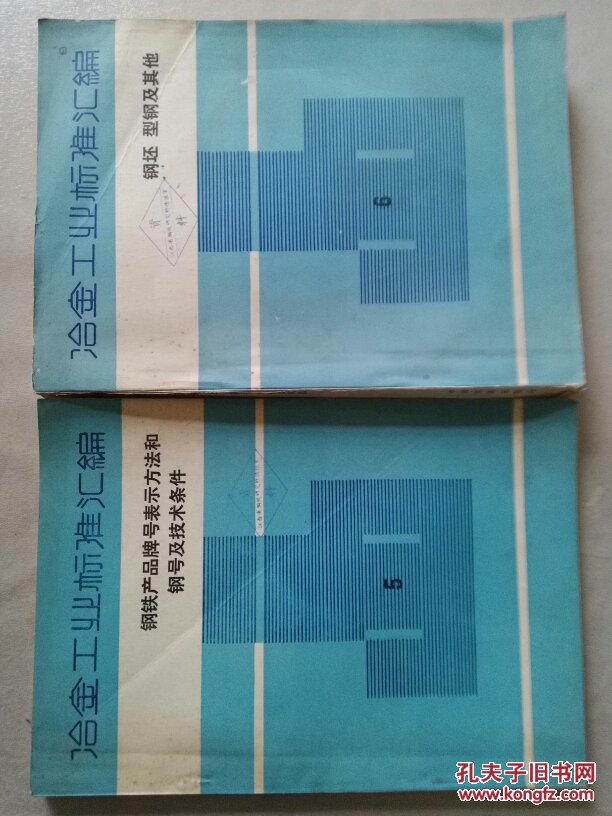 冶金工业标准汇编
钢坯 型钢及其他
资料
6
冶金工业标准汇编
钢铁产品牌号表示方法和
钢号及技术条件
5
孔夫子旧书网
www.kongfz.com